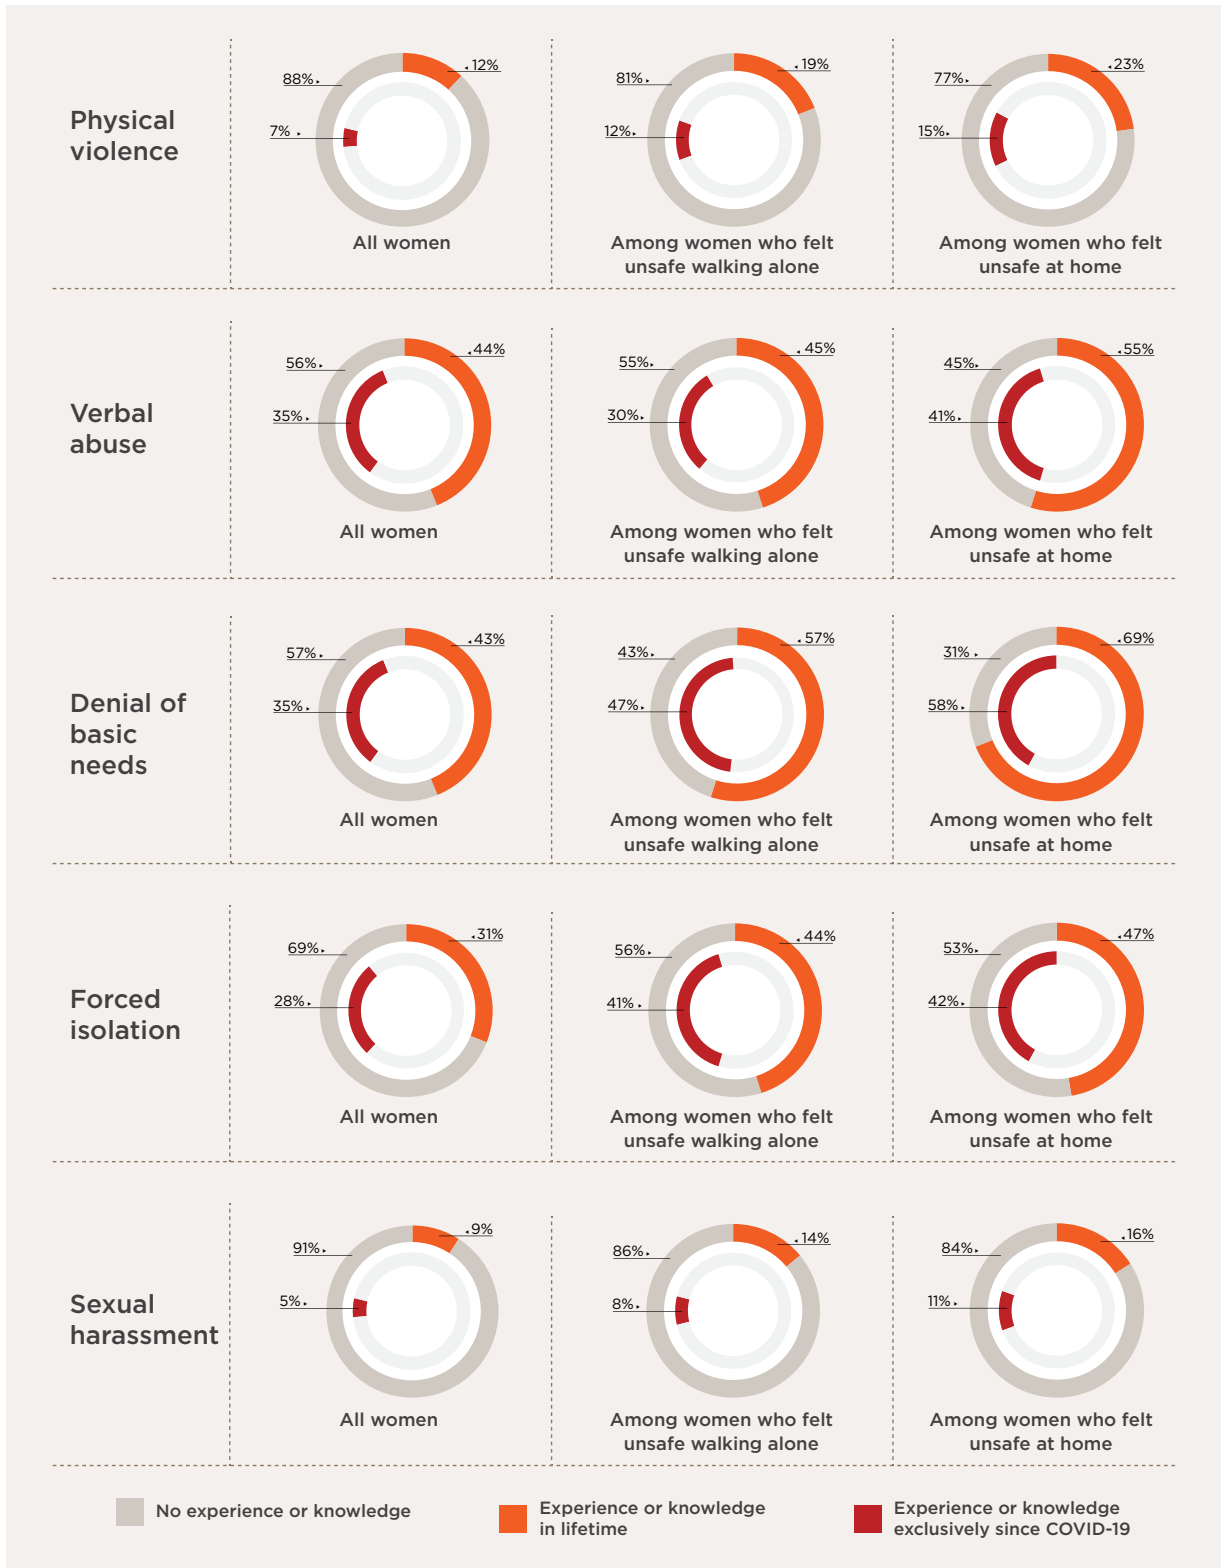 Physical
violence
88%
12%
7%
All women
81%
19%
12%
Among women who felt
unsafe walking alone
77%
23%
15%
Among women who felt
unsafe at home
Verbal
abuse
56%
44%
35%
All women
55%
45%
30%
Among women who felt
unsafe walking alone
45%
55%
41%
Among women who felt
unsafe at home
Denial of
basic
needs
57%
43%
35%
All women
43%
57%
47%
Among women who felt
unsafe walking alone
31%
69%
58%
Among women who felt
unsafe at home
Forced
isolation
69%
31%
28%
All women
56%
44%
41%
Among women who felt
unsafe walking alone
53%
47%
42%
Among women who felt
unsafe at home
Sexual
harassment
91%
9%
5%
All women
86%
14%
8%
Among women who felt
unsafe walking alone
84%
16%
11%
Among women who felt
unsafe at home
No experience or knowledge
Experience or knowledge
in lifetime
Experience or knowledge
exclusively since COVID-19